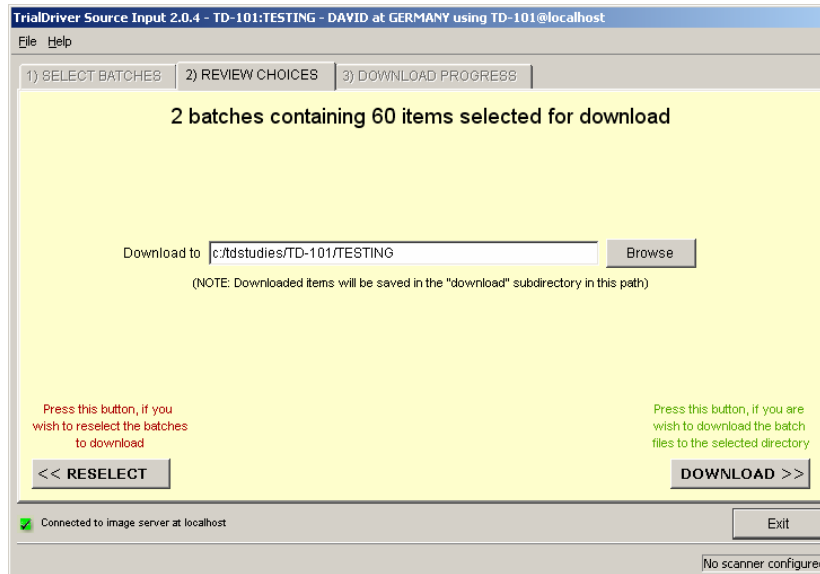 TrialDriver Source Input 2.0.4 - TD-101:TESTING - DAVID at GERMANY using TD-101@localhost
File Help
1) SELECT BATCHES 2) REVIEW CHOICES 3) DOWNLOAD PROGRESS
2 batches containing 60 items selected for download
Download to c:/tdstudies/TD-101/TESTING Browse
(NOTE: Downloaded items will be saved in the "download" subdirectory in this path)
Press this button, if you
wish to reselect the batches
to download
<< RESELECT
Press this button, if you are
wish to download the batch
files to the selected directory
DOWNLOAD >>
Connected to image server at localhost
Exit
No scanner configured